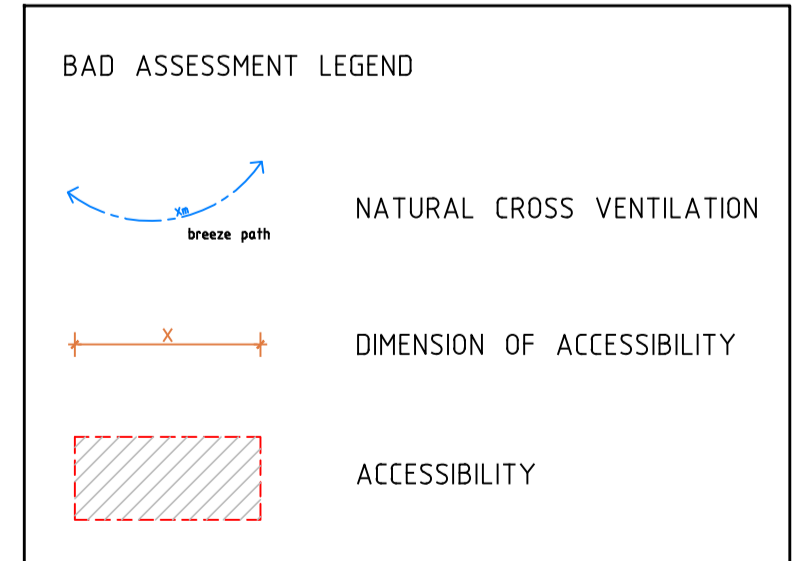 BAD ASSESSMENT LEGEND
Xm
breeze path
NATURAL CROSS VENTILATION
X
DIMENSION OF ACCESSIBILITY
ACCESSIBILITY